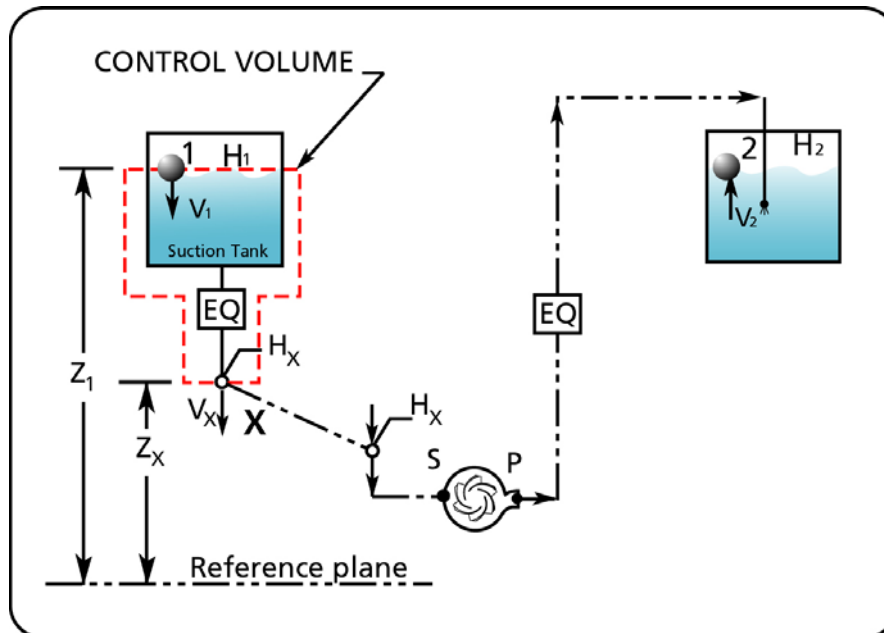 CONTROL VOLUME
1
H1
2
H2
V1
V2
Suction Tank
EQ
EQ
HX
Z1
VX
X
HX
ZX
S
P
Reference plane